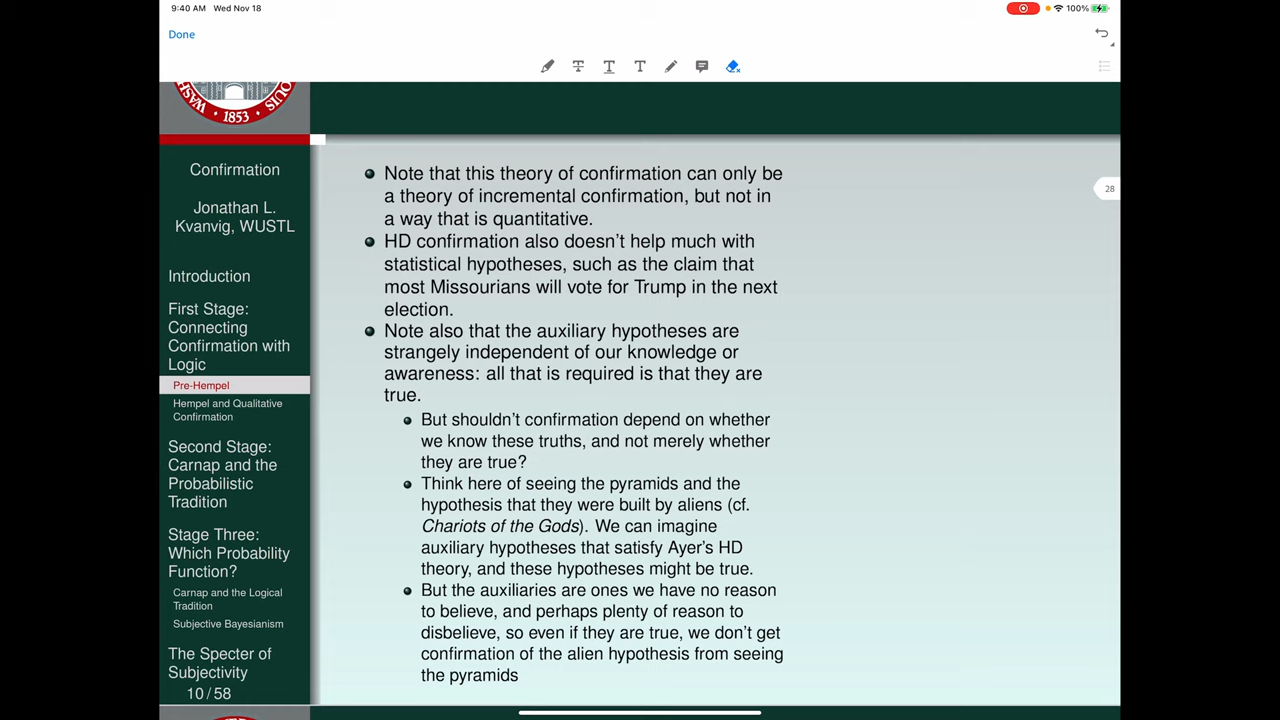 9:40 AM Wed Nov 18
100%
Done
T
T
T
WASH
1853
OUIS
Confirmation
Jonathan L.
Kvanvig, WUSTL
Introduction
First Stage:
Connecting
Confirmation with
Logic
Pre-Hempel
Hempel and Qualitative
Confirmation
Second Stage:
Carnap and the
Probabilistic
Tradition
Stage Three:
Which Probability
Function?
Carnap and the Logical
Tradition
Subjective Bayesianism
The Specter of
Subjectivity
10 / 58
Note that this theory of confirmation can only be
a theory of incremental confirmation, but not in
a way that is quantitative.
HD confirmation also doesn't help much with
statistical hypotheses, such as the claim that
most Missourians will vote for Trump in the next
election.
Note also that the auxiliary hypotheses are
strangely independent of our knowledge or
awareness: all that is required is that they are
true.
But shouldn't confirmation depend on whether
we know these truths, and not merely whether
they are true?
Think here of seeing the pyramids and the
hypothesis that they were built by aliens (cf.
Chariots of the Gods). We can imagine
auxiliary hypotheses that satisfy Ayer's HD
theory, and these hypotheses might be true.
But the auxiliaries are ones we have no reason
to believe, and perhaps plenty of reason to
disbelieve, so even if they are true, we don't get
confirmation of the alien hypothesis from seeing
the pyramids
28